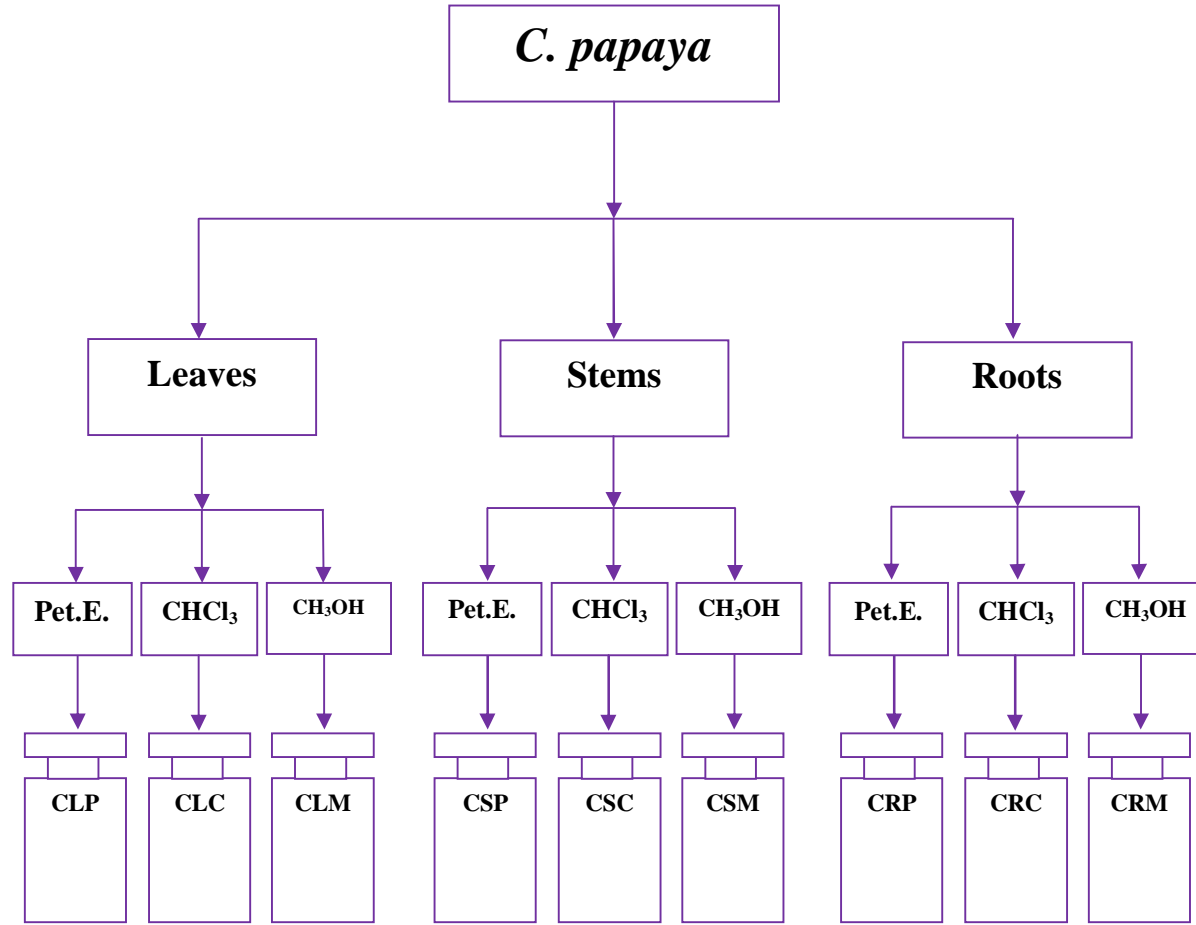 C. papaya
Leaves
Stems
Roots
Pet.E.
CHCl₃
CH₃OH
Pet.E.
CHCl₃
CH₃OH
Pet.E.
CHCl₃
CH₃OH
CLP
CLC
CLM
CSP
CSC
CSM
CRP
CRC
CRM